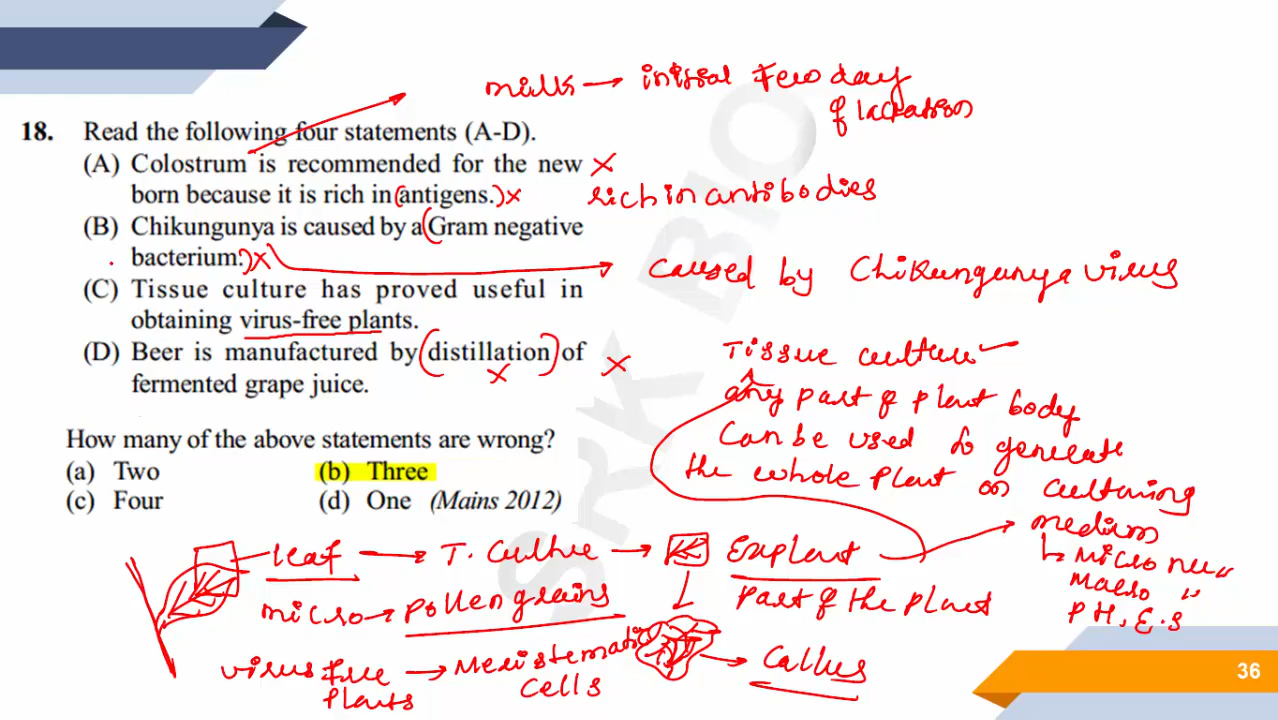 milk → initial few day
of lactation
18. Read the following four statements (A-D).
(A) Colostrum is recommended for the new ×
born because it is rich in (antigens.) × rich in antibodies
(B) Chikungunya is caused by a (Gram negative
bacterium.) × caused by Chikungunya virus
(C) Tissue culture has proved useful in
obtaining virus-free plants.
(D) Beer is manufactured by (distillation) of ×
×
fermented grape juice.
Tissue culture
any part of plant body
can be used to generate
the whole plant on culturing
medium
micro
macro "
PH, E.S
How many of the above statements are wrong?
(a) Two (b) Three
(c) Four (d) One (Mains 2012)
leaf → T. Culture → Explant
micro → pollen grains part of the plant
virus free → Meristematic → Callus
plants cells
SRK BIO
36